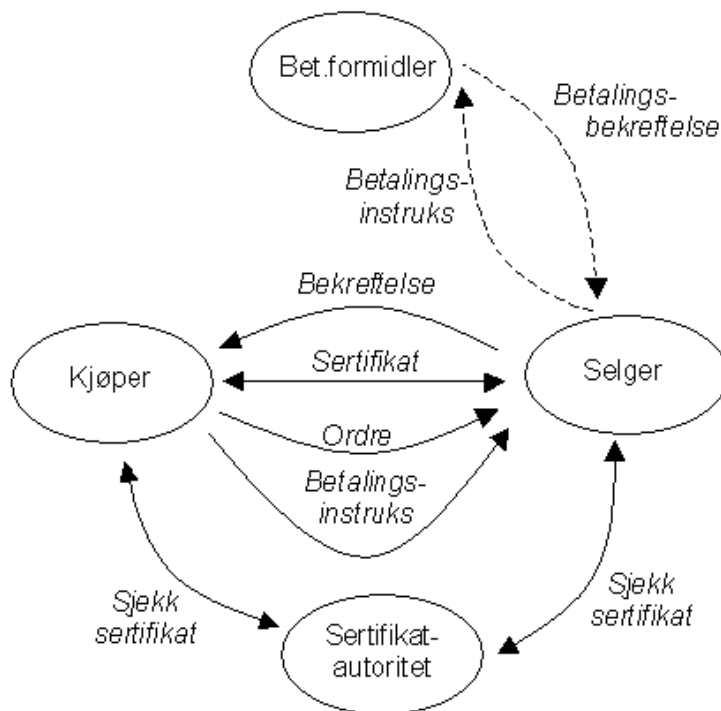 Bet.formidler
Betalings-
bekreftelse
Betalings-
instruks
Bekreftelse
Kjøper
Sertifikat
Selger
Ordre
Betalings-
instruks
Sjekk
sertifikat
Sjekk
sertifikat
Sertifikat-
autoritet